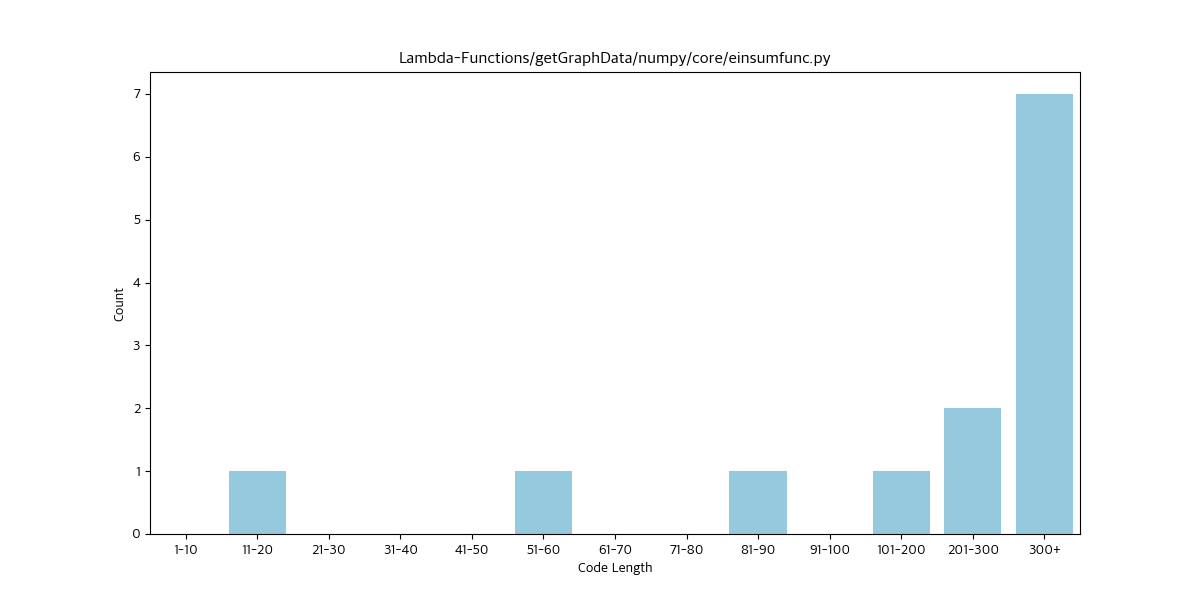 Lambda-Functions/getGraphData/numpy/core/einsumfunc.py
7
6
5
4
3
2
1
0
Count
1-10 11-20 21-30 31-40 41-50 51-60 61-70 71-80 81-90 91-100 101-200 201-300 300+
Code Length